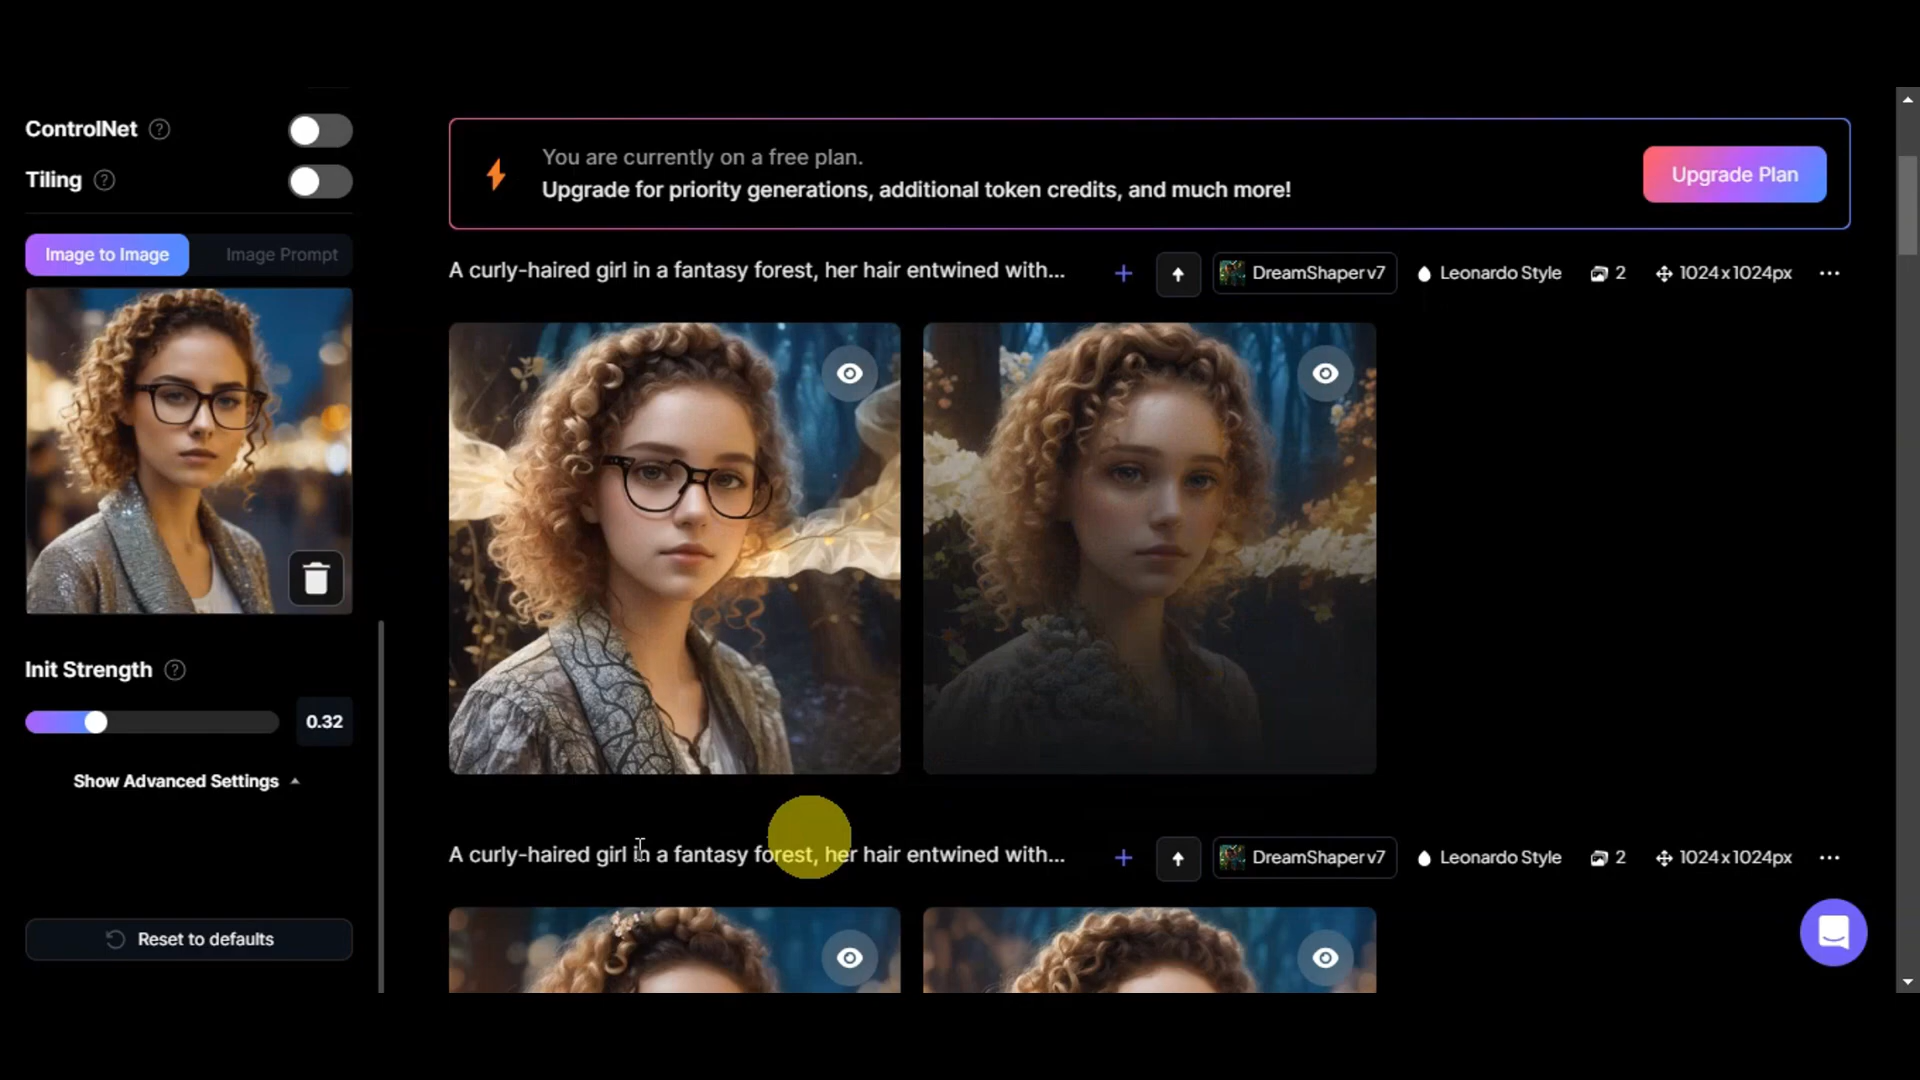 ControlNet ?
Tiling ?
Image to Image
Image Prompt
Init Strength ?
0.32
Show Advanced Settings
Reset to defaults
You are currently on a free plan.
Upgrade for priority generations, additional token credits, and much more!
Upgrade Plan
A curly-haired girl in a fantasy forest, her hair entwined with...
DreamShaper v7
Leonardo Style
2
1024x1024px
A curly-haired girl in a fantasy forest, her hair entwined with...
DreamShaper v7
Leonardo Style
2
1024x1024px